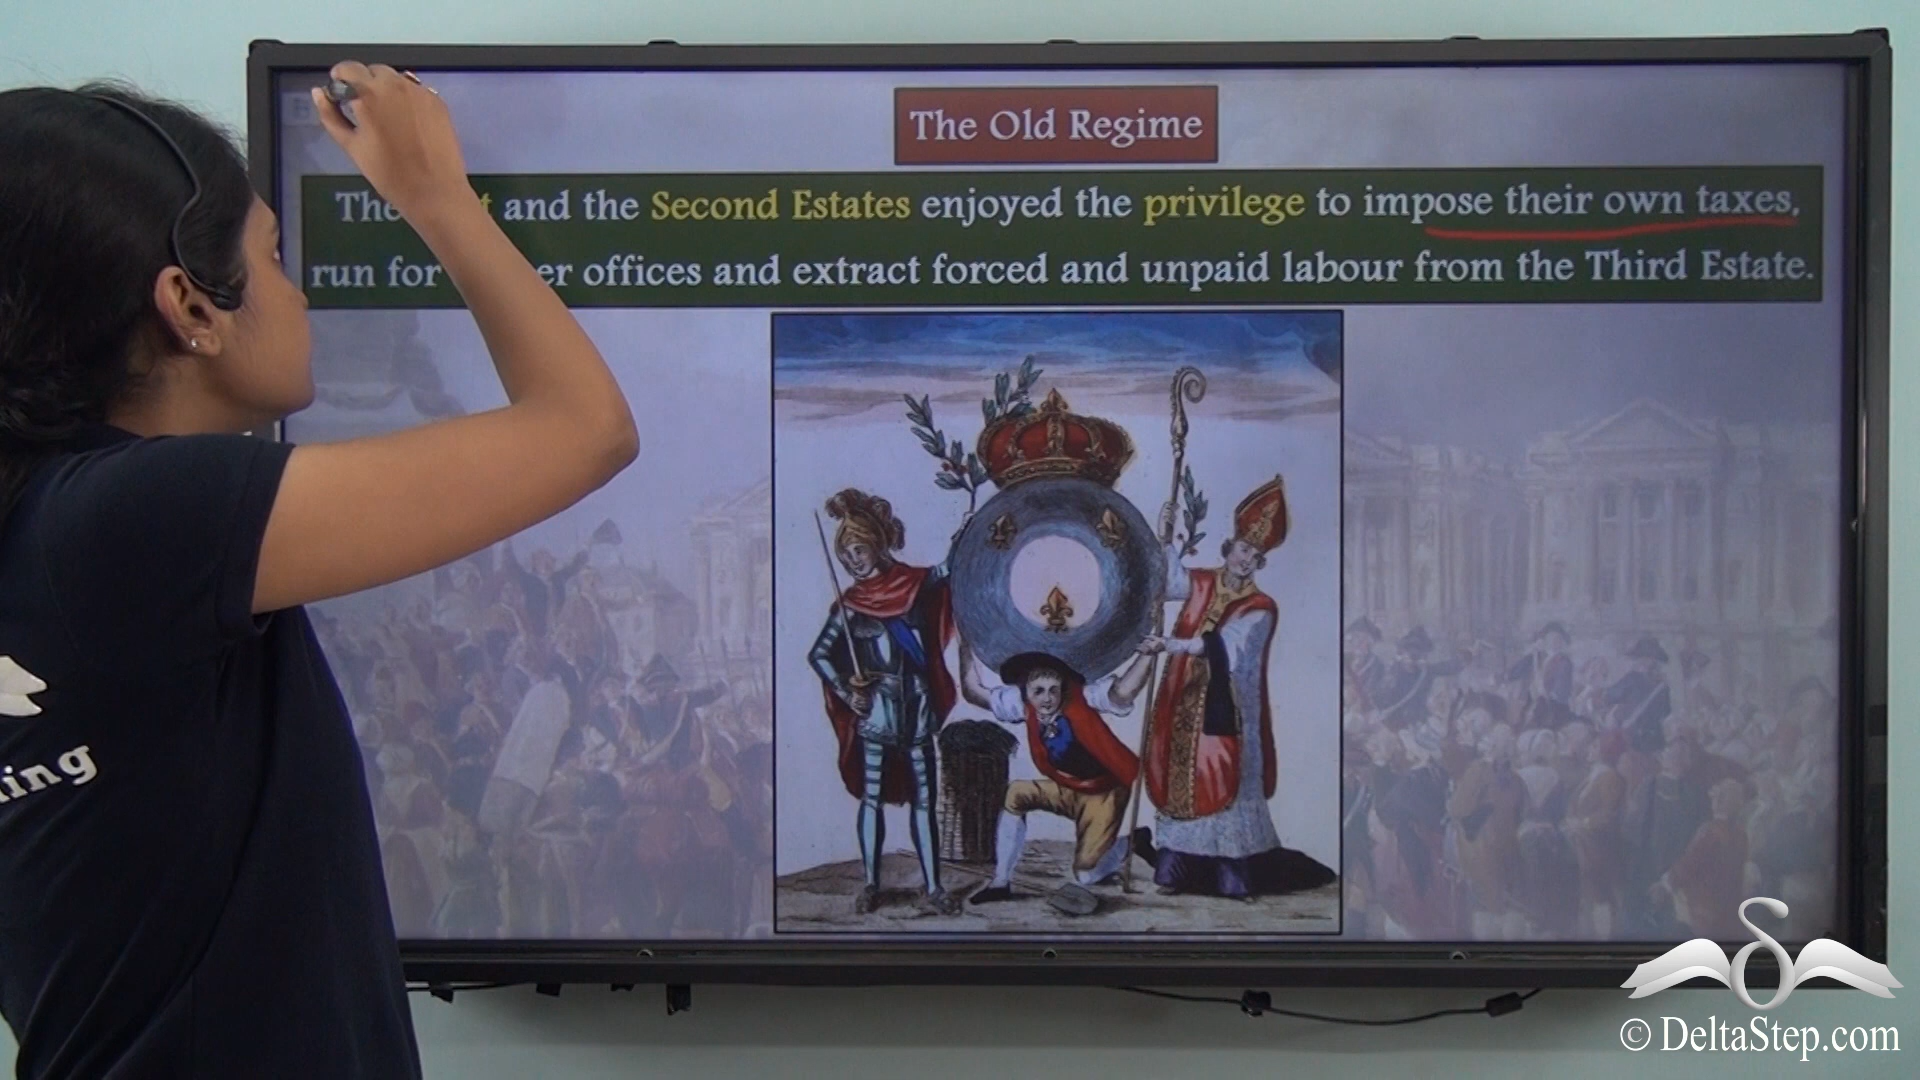 The Old Regime
The and the Second Estates enjoyed the privilege to impose their own taxes,
run for offices and extract forced and unpaid labour from the Third Estate.
© DeltaStep.com